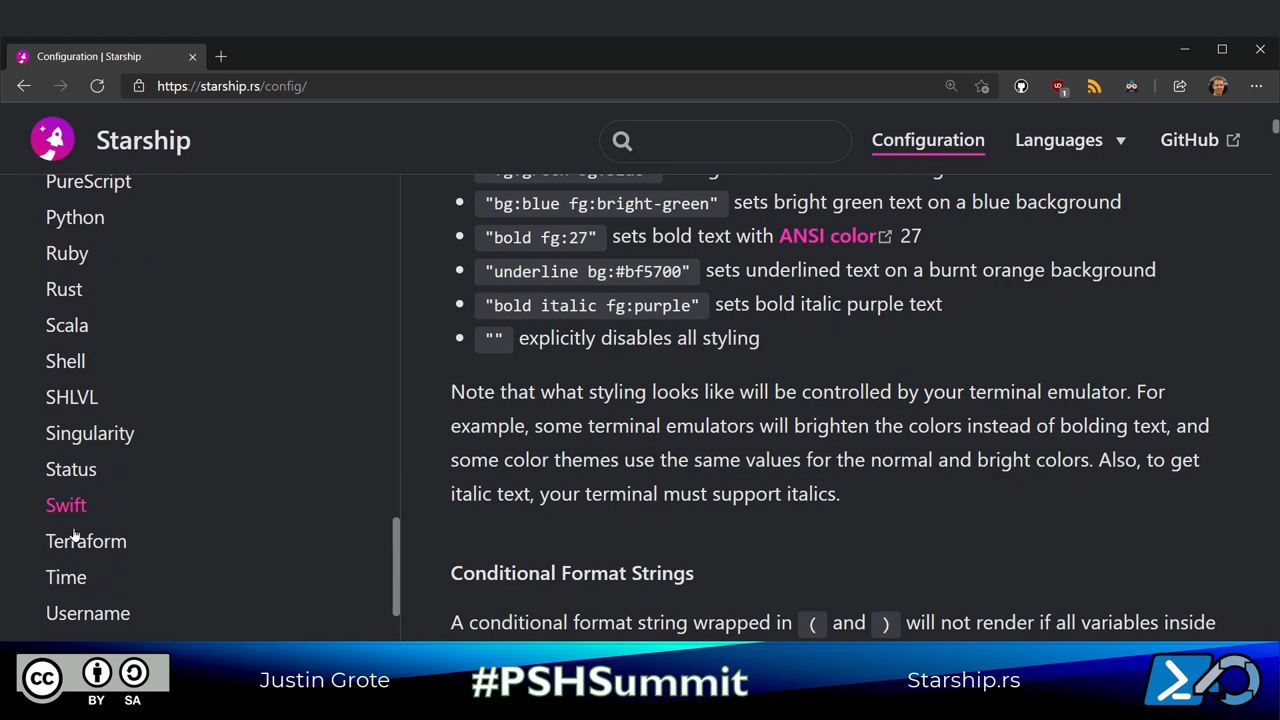 Configuration | Starship
https://starship.rs/config/
1
Starship
Configuration
Languages
GitHub
PureScript
Python
Ruby
Rust
Scala
Shell
SHLVL
Singularity
Status
Swift
Terraform
Time
Username
"bg:blue fg:bright-green" sets bright green text on a blue background
"bold fg:27" sets bold text with ANSI color 27
"underline bg:#bf5700" sets underlined text on a burnt orange background
"bold italic fg:purple" sets bold italic purple text
"" explicitly disables all styling
Note that what styling looks like will be controlled by your terminal emulator. For
example, some terminal emulators will brighten the colors instead of bolding text, and
some color themes use the same values for the normal and bright colors. Also, to get
italic text, your terminal must support italics.
Conditional Format Strings
A conditional format string wrapped in ( and ) will not render if all variables inside
CC BY SA
Justin Grote
#PSHSummit
Starship.rs